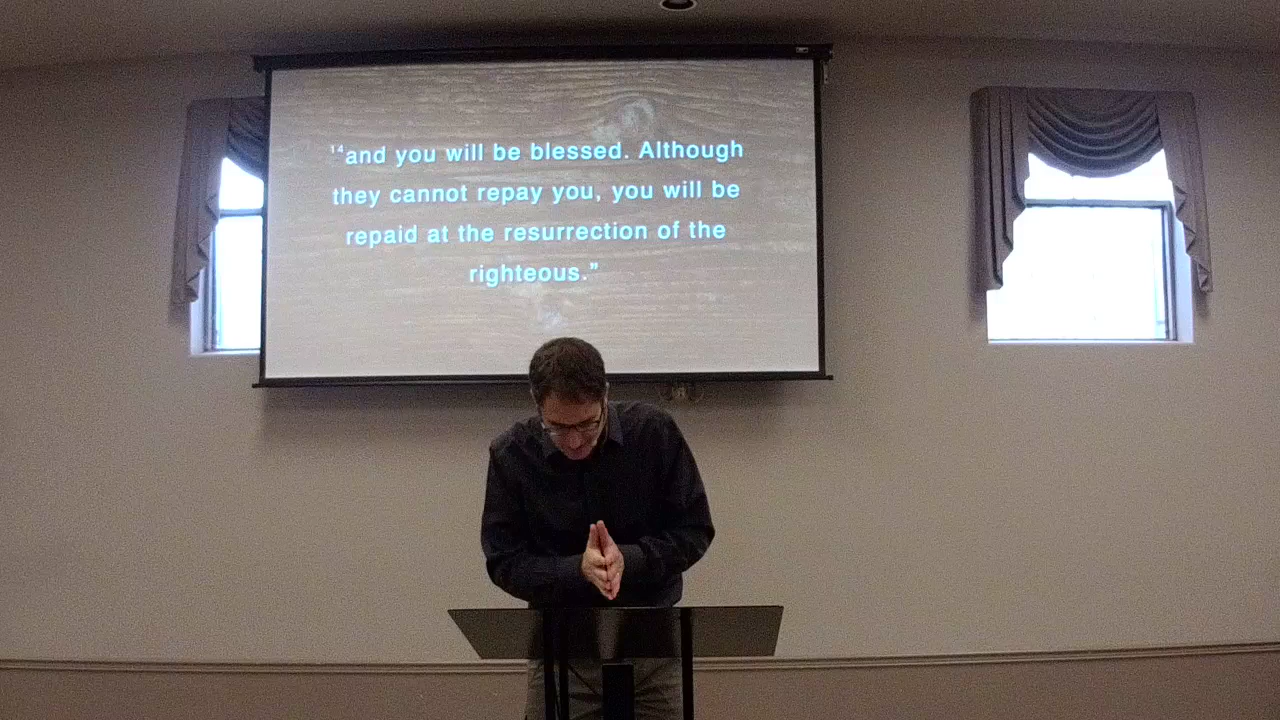 ¹⁴and you will be blessed. Although
they cannot repay you, you will be
repaid at the resurrection of the
righteous.”